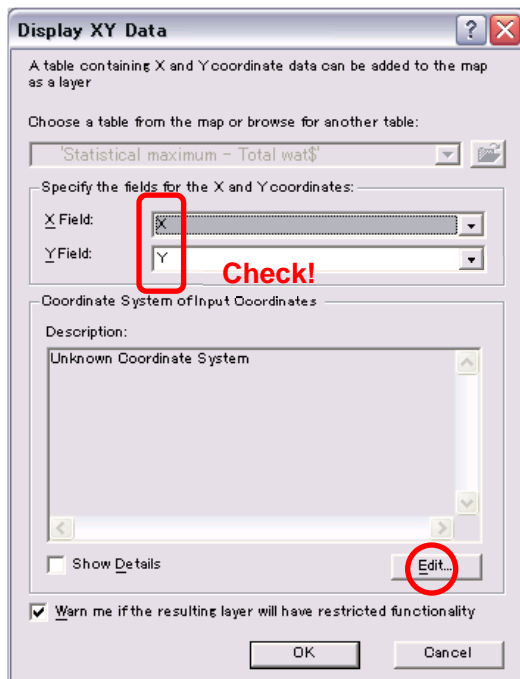 Display XY Data
?
A table containing X and Y coordinate data can be added to the map
as a layer
Choose a table from the map or browse for another table:
'Statistical maximum - Total wat$'
Specify the fields for the X and Y coordinates:
X Field:
X
Y Field:
Y
Check!
Coordinate System of Input Coordinates
Description:
Unknown Coordinate System
Show Details
Edit...
Warn me if the resulting layer will have restricted functionality
OK
Cancel